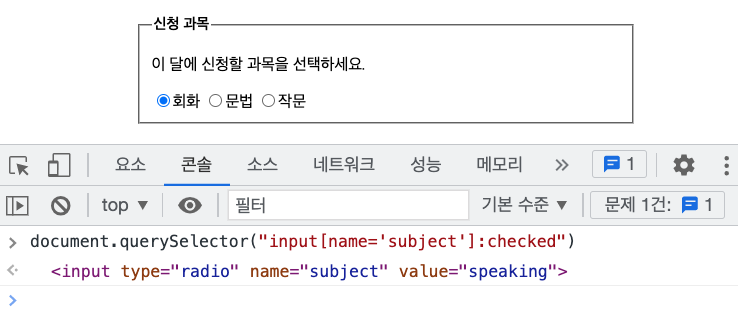 신청 과목
이 달에 신청할 과목을 선택하세요.
회화 문법 작문
요소 콘솔 소스 네트워크 성능 메모리 » 1
top ▼ 필터 기본 수준 ▼ 문제 1건: 1
> document.querySelector("input[name='subject']:checked")
<input type="radio" name="subject" value="speaking">
>